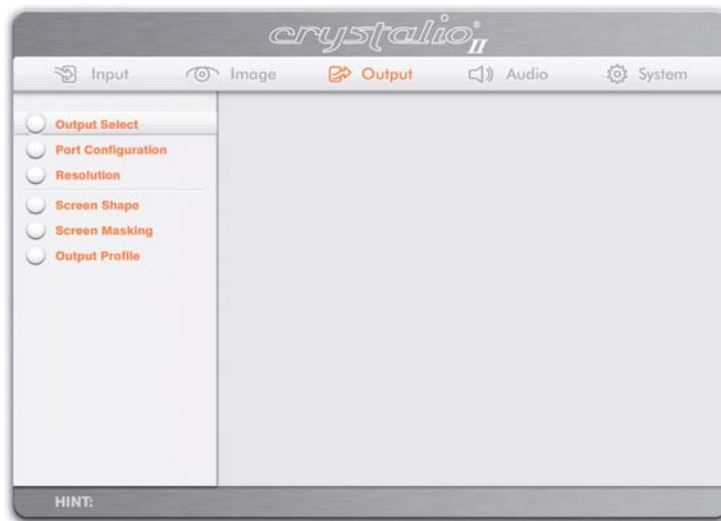 crystalio® II
Input Image Output Audio System
Output Select
Port Configuration
Resolution
Screen Shape
Screen Masking
Output Profile
HINT: